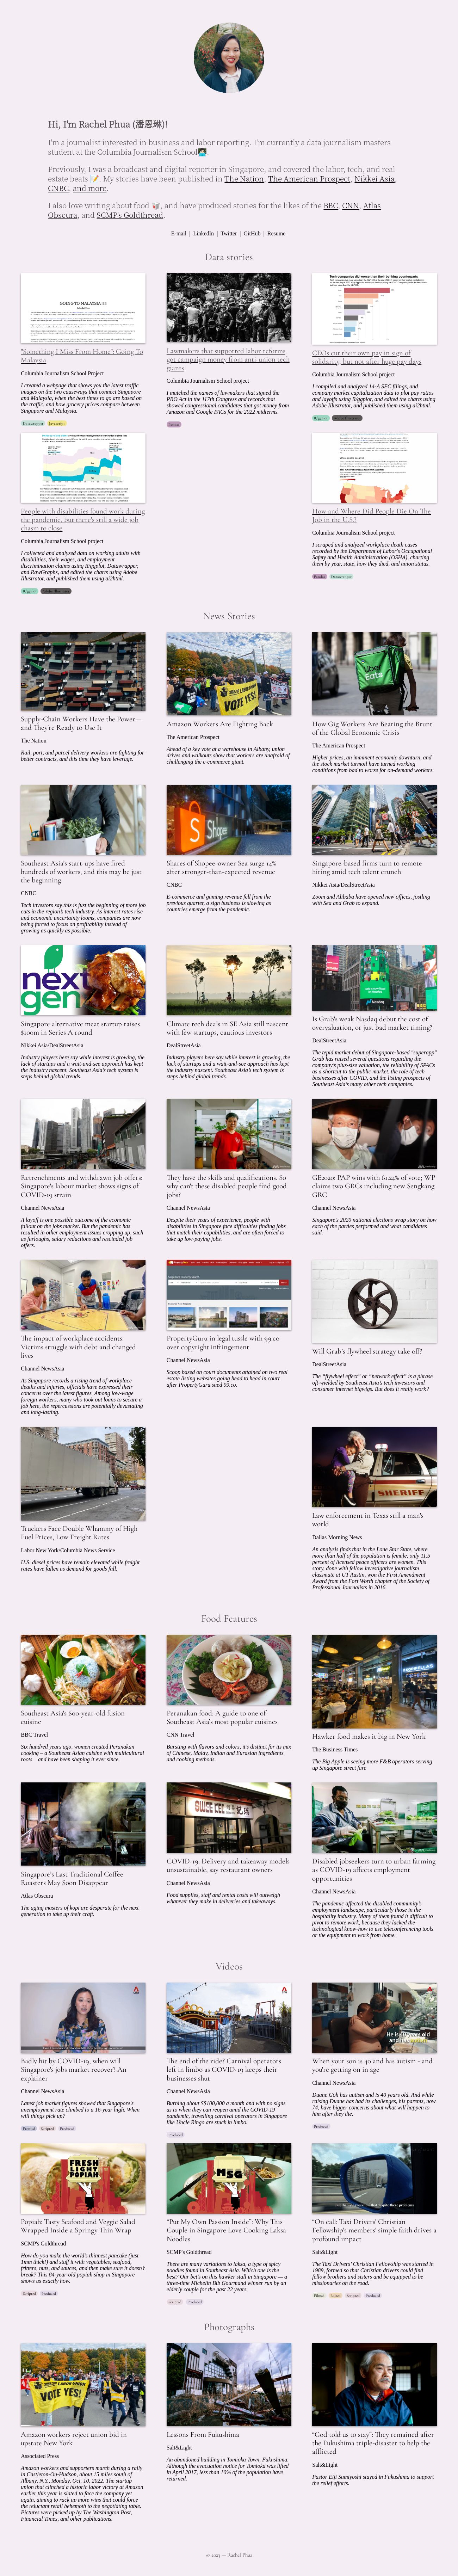 Hi, I'm Rachel Phua (潘恩琳)!
I'm a journalist interested in business and labor reporting. I'm currently a data journalism masters
student at the Columbia Journalism School
Previously, I was a broadcast and digital reporter in Singapore, and covered the labor, tech, and real
estate beats 📝. My stories have been published in The Nation, The American Prospect, Nikkei Asia,
CNBC, and more.
I also love writing about food 🥡, and have produced stories for the likes of the BBC, CNN, Atlas
Obscura, and SCMP's Goldthread.
E-mail | LinkedIn | Twitter | GitHub | Resume
Data stories
GOING TO MALAYSIA
"Something I Miss From Home": Going To
Malaysia
Columbia Journalism School Project
I created a webpage that shows you the latest traffic
images on the two causeways that connect Singapore
and Malaysia, when the best times to go are based on
the traffic, and how grocery prices compare between
Singapore and Malaysia.
Datawrapper Javascript
Lawmakers that supported labor reforms
got campaign money from anti-union tech
giants
Columbia Journalism School project
I matched the names of lawmakers that signed the
PRO Act in the 117th Congress and records that
showed congressional candidates receiving money from
Amazon and Google PACs for the 2022 midterms.
Pandas
Tech companies did worse than their banking counterparts
CEOs cut their own pay in sign of
solidarity, but not after huge pay days
Columbia Journalism School project
I compiled and analyzed 14-A SEC filings, and
company market capitalization data to plot pay ratios
and layoffs using R/ggplot, and edited the charts using
Adobe Illustrator, and published them using ai2html.
R/ggplot Adobe Illustrator
People with disabilities found work during
the pandemic, but there's still a wide job
chasm to close
Columbia Journalism School project
I collected and analyzed data on working adults with
disabilities, their wages, and employment
discrimination claims using R/ggplot, Datawrapper,
and RawGraphs, and edited the charts using Adobe
Illustrator, and published them using ai2html.
R/ggplot Adobe Illustrator
How and Where Did People Die On The
Job in the U.S.?
Columbia Journalism School project
I scraped and analyzed workplace death cases
recorded by the Department of Labor's Occupational
Safety and Health Administration (OSHA), charting
them by year, state, how they died, and union status.
Pandas Datawrapper
News Stories
Supply-Chain Workers Have the Power—
and They're Ready to Use It
The Nation
Rail, port, and parcel delivery workers are fighting for
better contracts, and this time they have leverage.
VOTE YES!
Amazon Workers Are Fighting Back
The American Prospect
Ahead of a key vote at a warehouse in Albany, union
drives and walkouts show that workers are unafraid of
challenging the e-commerce giant.
Uber
Eats
How Gig Workers Are Bearing the Brunt
of the Global Economic Crisis
The American Prospect
Higher prices, an imminent economic downturn, and
the stock market turmoil have turned working
conditions from bad to worse for on-demand workers.
Southeast Asia's start-ups have fired
hundreds of workers, and this may be just
the beginning
CNBC
Tech investors say this is just the beginning of more job
cuts in the region's tech industry. As interest rates rise
and economic uncertainty looms, companies are now
being forced to focus on profitability instead of
growing as quickly as possible.
Shopee
Shares of Shopee-owner Sea surge 14%
after stronger-than-expected revenue
CNBC
E-commerce and gaming revenue fell from the
previous quarter, a sign business is slowing as
countries emerge from the pandemic.
Singapore-based firms turn to remote
hiring amid tech talent crunch
Nikkei Asia/DealStreetAsia
Zoom and Alibaba have opened new offices, jostling
with Sea and Grab to expand.
next
gen
Singapore alternative meat startup raises
$100m in Series A round
Nikkei Asia/DealStreetAsia
Industry players here say while interest is growing, the
lack of startups and a wait-and-see approach has kept
the industry nascent. Southeast Asia's tech system is
steps behind global trends.
Climate tech deals in SE Asia still nascent
with few startups, cautious investors
DealStreetAsia
Industry players here say while interest is growing, the
lack of startups and a wait-and-see approach has kept
the industry nascent. Southeast Asia's tech system is
steps behind global trends.
Is Grab's weak Nasdaq debut the cost of
overvaluation, or just bad market timing?
DealStreetAsia
The tepid market debut of Singapore-based "superapp"
Grab has raised several questions regarding the
company's plus-size valuation, the reliability of SPACs
as a shortcut to the public market, the role of tech
businesses after COVID, and the listing prospects of
Southeast Asia's many other tech companies.
Retrenchments and withdrawn job offers:
Singapore's labour market shows signs of
COVID-19 strain
Channel NewsAsia
A layoff is one possible outcome of the economic
fallout on the job market. But the pandemic has
resulted in other employment issues cropping up, such
as furloughs, salary reductions and rescinded job
offers.
They have the skills and qualifications. So
why can't these disabled people find good
jobs?
Channel NewsAsia
Despite their years of experience, people with
disabilities in Singapore face difficulties finding jobs
that match their capabilities, and are often forced to
take up low-paying jobs.
GE2020: PAP wins with 61.24% of vote; WP
claims two GRCs including new Sengkang
GRC
Channel NewsAsia
Singapore's 2020 national elections wrap story on how
each of the parties performed and what candidates
said.
The impact of workplace accidents:
Victims struggle with debt and changed
lives
Channel NewsAsia
As Singapore records a rising trend of workplace
deaths and injuries, officials have expressed their
concerns over the latest figures. Among low-wage
foreign workers, many who took out loans to secure a
job here, the repercussions are potentially devastating
and long-lasting.
PropertyGuru in legal tussle with 99.co
over copyright infringement
Channel NewsAsia
Scoop based on court documents attained on two real
estate listing websites going head to head in court
after PropertyGuru sued 99.co.
Will Grab's flywheel strategy take off?
DealStreetAsia
The "flywheel effect" or "network effect" is a phrase
oft-wielded by Southeast Asia's tech investors and
consumer internet bigwigs. But does it really work?
Truckers Face Double Whammy of High
Fuel Prices, Low Freight Rates
Labor New York/Columbia News Service
U.S. diesel prices have remain elevated while freight
rates have fallen as demand for goods fall.
SHERIFF
Law enforcement in Texas still a man's
world
Dallas Morning News
An analysis finds that in the Lone Star State, where
more than half of the population is female, only 11.5
percent of licensed peace officers are women. This
story, done with fellow investigative journalism
classmate at UT Austin, won the First Amendment
Award from the Fort Worth chapter of the Society of
Professional Journalists in 2016.
Food Features
Southeast Asia's 600-year-old fusion
cuisine
BBC Travel
Six hundred years ago, women created Peranakan
cooking – a Southeast Asian cuisine with multicultural
roots – and have been shaping it ever since.
Peranakan food: A guide to one of
Southeast Asia's most popular cuisines
CNN Travel
Bursting with flavors and colors, it's distinct for its mix
of Chinese, Malay, Indian and Eurasian ingredients
and cooking methods.
Hawker food makes it big in New York
The Business Times
The Big Apple is seeing more F&B operators serving
up Singapore street fare
Singapore's Last Traditional Coffee
Roasters May Soon Disappear
Atlas Obscura
The aging masters of kopi are desperate for the next
generation to take up their craft.
COVID-19: Delivery and takeaway models
unsustainable, say restaurant owners
Channel NewsAsia
Food supplies, staff and rental costs will outweigh
whatever they make in deliveries and takeaways.
Disabled jobseekers turn to urban farming
as COVID-19 affects employment
opportunities
Channel NewsAsia
The pandemic affected the disabled community's
employment landscape, particularly those in the
hospitality industry. Many of them found it difficult to
pivot to remote work, because they lacked the
technological know-how to use teleconferencing tools
or the equipment to work from home.
Videos
Badly hit by COVID-19, when will
Singapore's jobs market recover? An
explainer
Channel NewsAsia
Latest job market figures showed that Singapore's
unemployment rate climbed to a 16-year high. When
will things pick up?
Scripted Produced
The end of the ride? Carnival operators
left in limbo as COVID-19 keeps their
businesses shut
Channel NewsAsia
Burning about S$100,000 a month and with no signs
as to when they can reopen amid the COVID-19
pandemic, travelling carnival operators in Singapore
like Uncle Ringo are stuck in limbo.
Produced
When your son is 40 and has autism - and
you're getting on in age
Channel NewsAsia
Duane Goh has autism and is 40 years old. And while
raising Duane has had its challenges, his parents, now
74, have bigger concerns about what will happen to
him after they die.
Produced
FRESH
LIGHT
POPIAH
Popiah: Tasty Seafood and Veggie Salad
Wrapped Inside a Springy Thin Wrap
SCMP's Goldthread
How do you make the world's thinnest pancake (just
1mm thick!) and stuff it with vegetables, seafood,
fritters, nuts, and sauces, and then make sure it doesn't
break? This 84-year-old popiah shop in Singapore
shows us exactly how.
Scripted Produced
MSG
"Put My Own Passion Inside": Why This
Couple in Singapore Love Cooking Laksa
Noodles
SCMP's Goldthread
There are many variations to laksa, a type of spicy
noodles found in Southeast Asia. Which one is the
best? Our bet's on this hawker stall in Singapore — a
three-time Michelin Bib Gourmand winner run by an
elderly couple for the past 22 years.
Scripted Produced
"On call: Taxi Drivers' Christian
Fellowship's members' simple faith drives a
profound impact
Salt&Light
The Taxi Drivers' Christian Fellowship was started in
1989, formed so that Christian drivers could find
fellow brothers and sisters and be equipped to be
missionaries on the road.
Filmed Edited Scripted Produced
Photographs
VOTE YES!
Amazon workers reject union bid in
upstate New York
Associated Press
Amazon workers and supporters march during a rally
in Castleton-On-Hudson, about 15 miles south of
Albany, N.Y., Monday, Oct. 10, 2022. The startup
union that clinched a historic labor victory at Amazon
earlier this year is slated to face the company yet
again, aiming to rack up more wins that could force
the reluctant retail behemoth to the negotiating table.
Pictures were picked up by The Washington Post,
Financial Times, and other publications.
Lessons From Fukushima
Salt&Light
An abandoned building in Tomioka Town, Fukushima.
Although the evacuation notice for Tomioka was lifted
in April 2017, less than 10% of the population have
returned.
"God told us to stay": They remained after
the Fukushima triple-disaster to help the
afflicted
Salt&Light
Pastor Eiji Sumiyoshi stayed in Fukushima to support
the relief efforts.
© 2023 — Rachel Phua